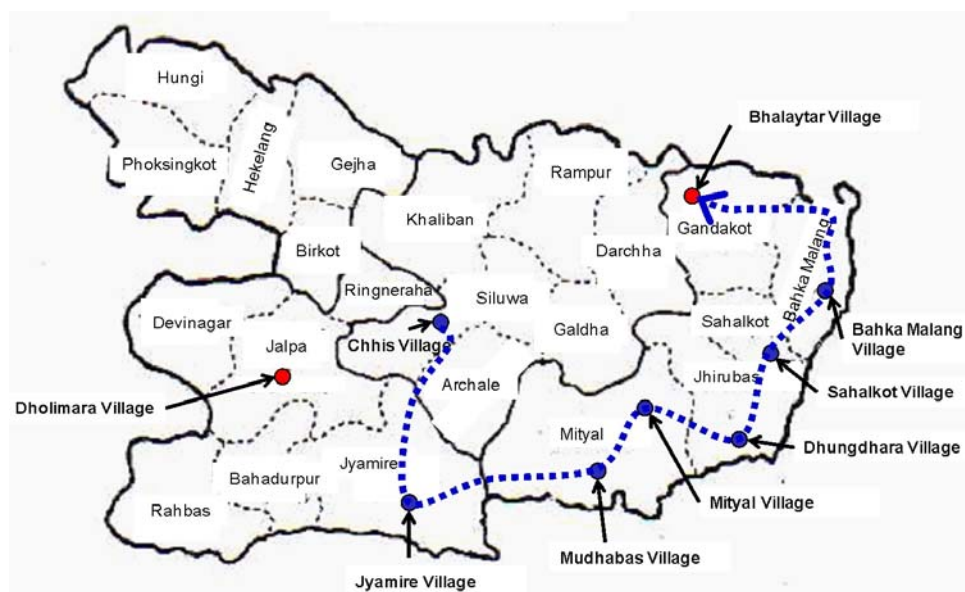 Hungi
Bhalaytar Village
Phoksingkot
Hekelang
Gejha
Rampur
Khaliban
Gandakot
Birkot
Darchha
Bahka Malang
Ringneraha
Siluwa
Devinagar
Jalpa
Chhis Village
Galdha
Sahalkot
Bahka Malang
Village
Archale
Jhirubas
Sahalkot Village
Dholimara Village
Mityal
Dhungdhara Village
Jyamire
Bahadurpur
Mityal Village
Rahbas
Mudhabas Village
Jyamire Village